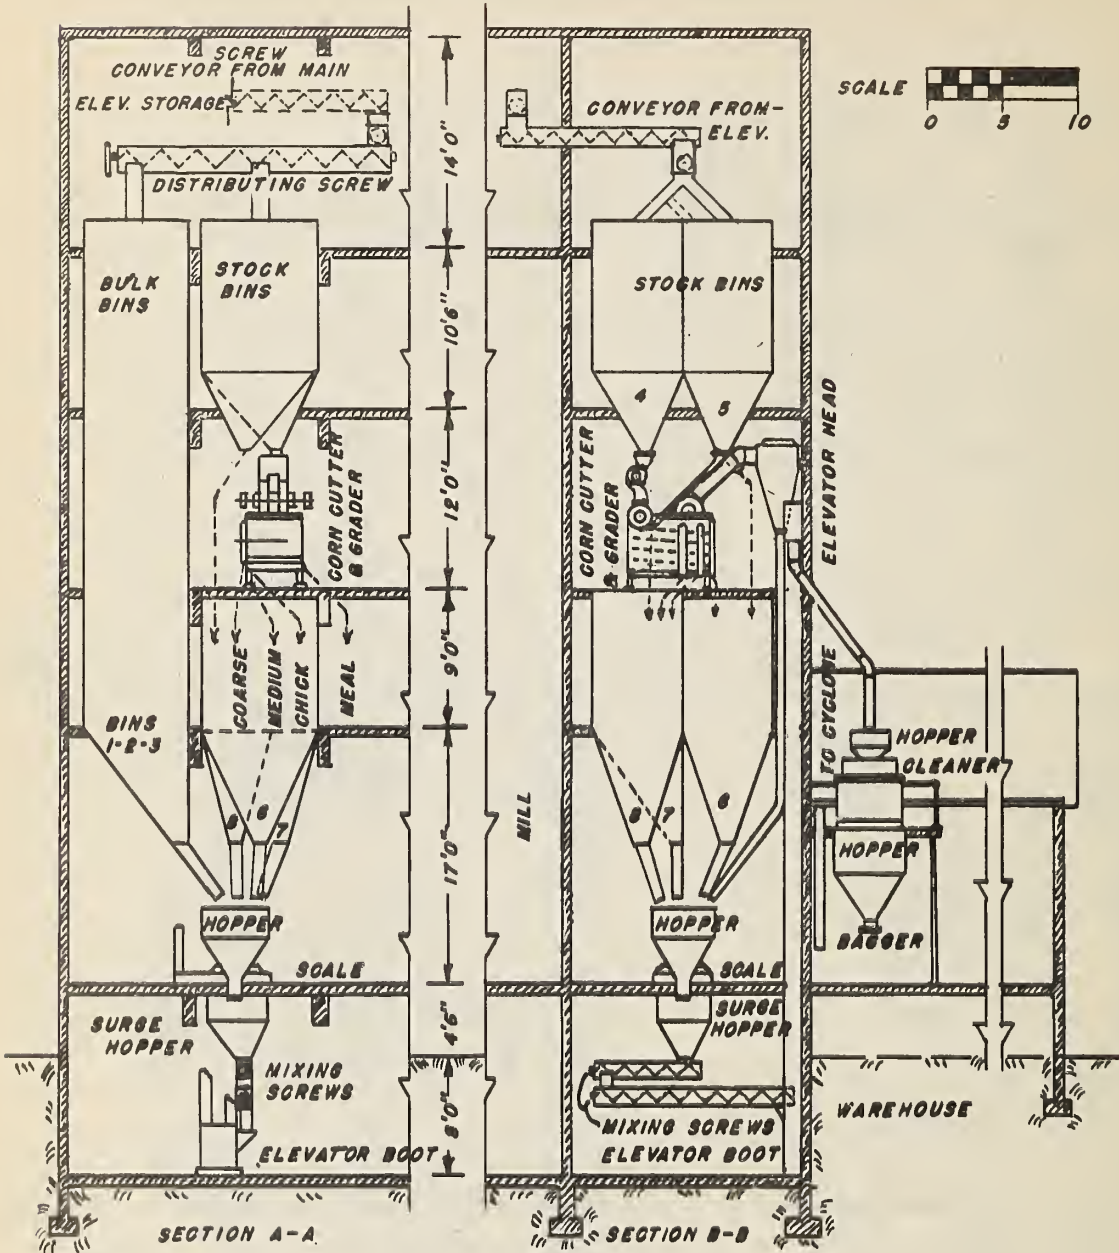 SCREW
CONVEYOR FROM MAIN
ELEV. STORAGE
DISTRIBUTING SCREW
BULK
BINS
STOCK
BINS
CORN CUTTER
& GRADER
COARSE
MEDIUM
CHICK
MEAL
BINS
1-2-3
8
6
7
HOPPER
SCALE
SURGE
HOPPER
MIXING
SCREWS
ELEVATOR BOOT
SECTION A-A
14'0"
10'6"
12'0"
9'0"
17'0"
4'6"
8'0"
CONVEYOR FROM-
ELEV.
STOCK BINS
4
5
CORN CUTTER
& GRADER
ELEVATOR HEAD
TO CYCLONE
MILL
8
7
6
HOPPER
SCALE
SURGE
HOPPER
MIXING SCREWS
ELEVATOR BOOT
SECTION B-B
SCALE
0 5 10
HOPPER
CLEANER
HOPPER
BAGGER
WAREHOUSE